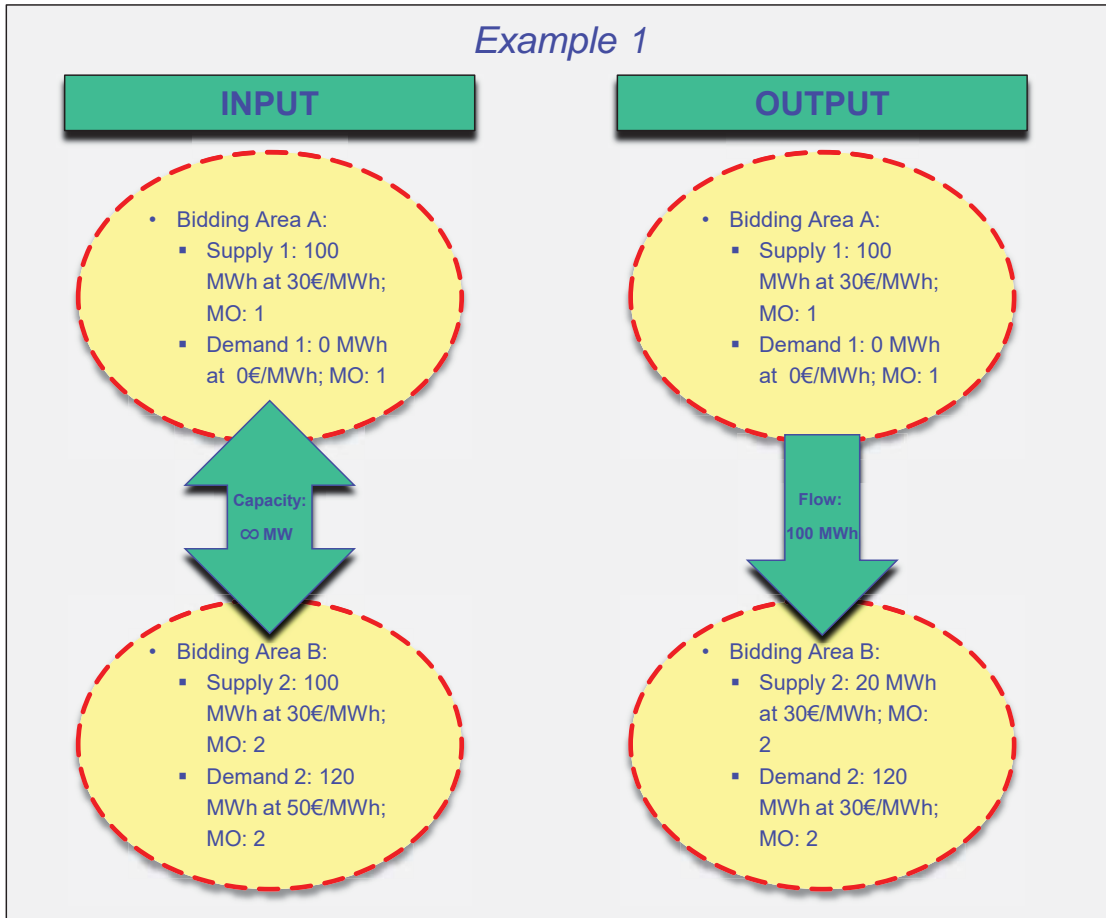 Example 1
INPUT
• Bidding Area A:
▪ Supply 1: 100
MWh at 30€/MWh;
MO: 1
▪ Demand 1: 0 MWh
at 0€/MWh; MO: 1
Capacity:
∞ MW
• Bidding Area B:
▪ Supply 2: 100
MWh at 30€/MWh;
MO: 2
▪ Demand 2: 120
MWh at 50€/MWh;
MO: 2
OUTPUT
• Bidding Area A:
▪ Supply 1: 100
MWh at 30€/MWh;
MO: 1
▪ Demand 1: 0 MWh
at 0€/MWh; MO: 1
Flow:
100 MWh
• Bidding Area B:
▪ Supply 2: 20 MWh
at 30€/MWh; MO:
2
▪ Demand 2: 120
MWh at 30€/MWh;
MO: 2